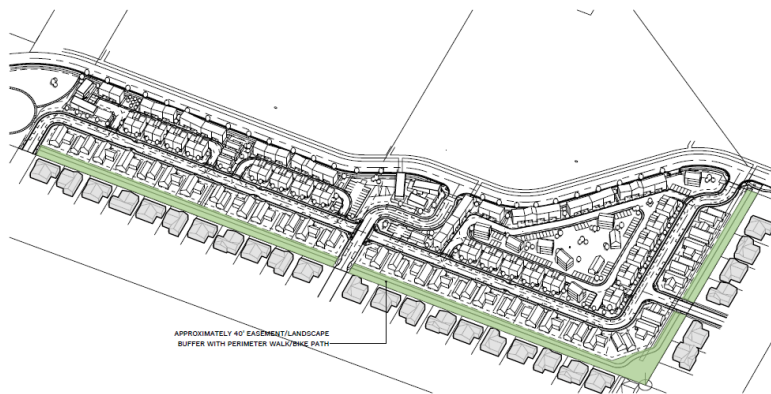 APPROXIMATELY 40' EASEMENT/LANDSCAPE
BUFFER WITH PERIMETER WALK/BIKE PATH